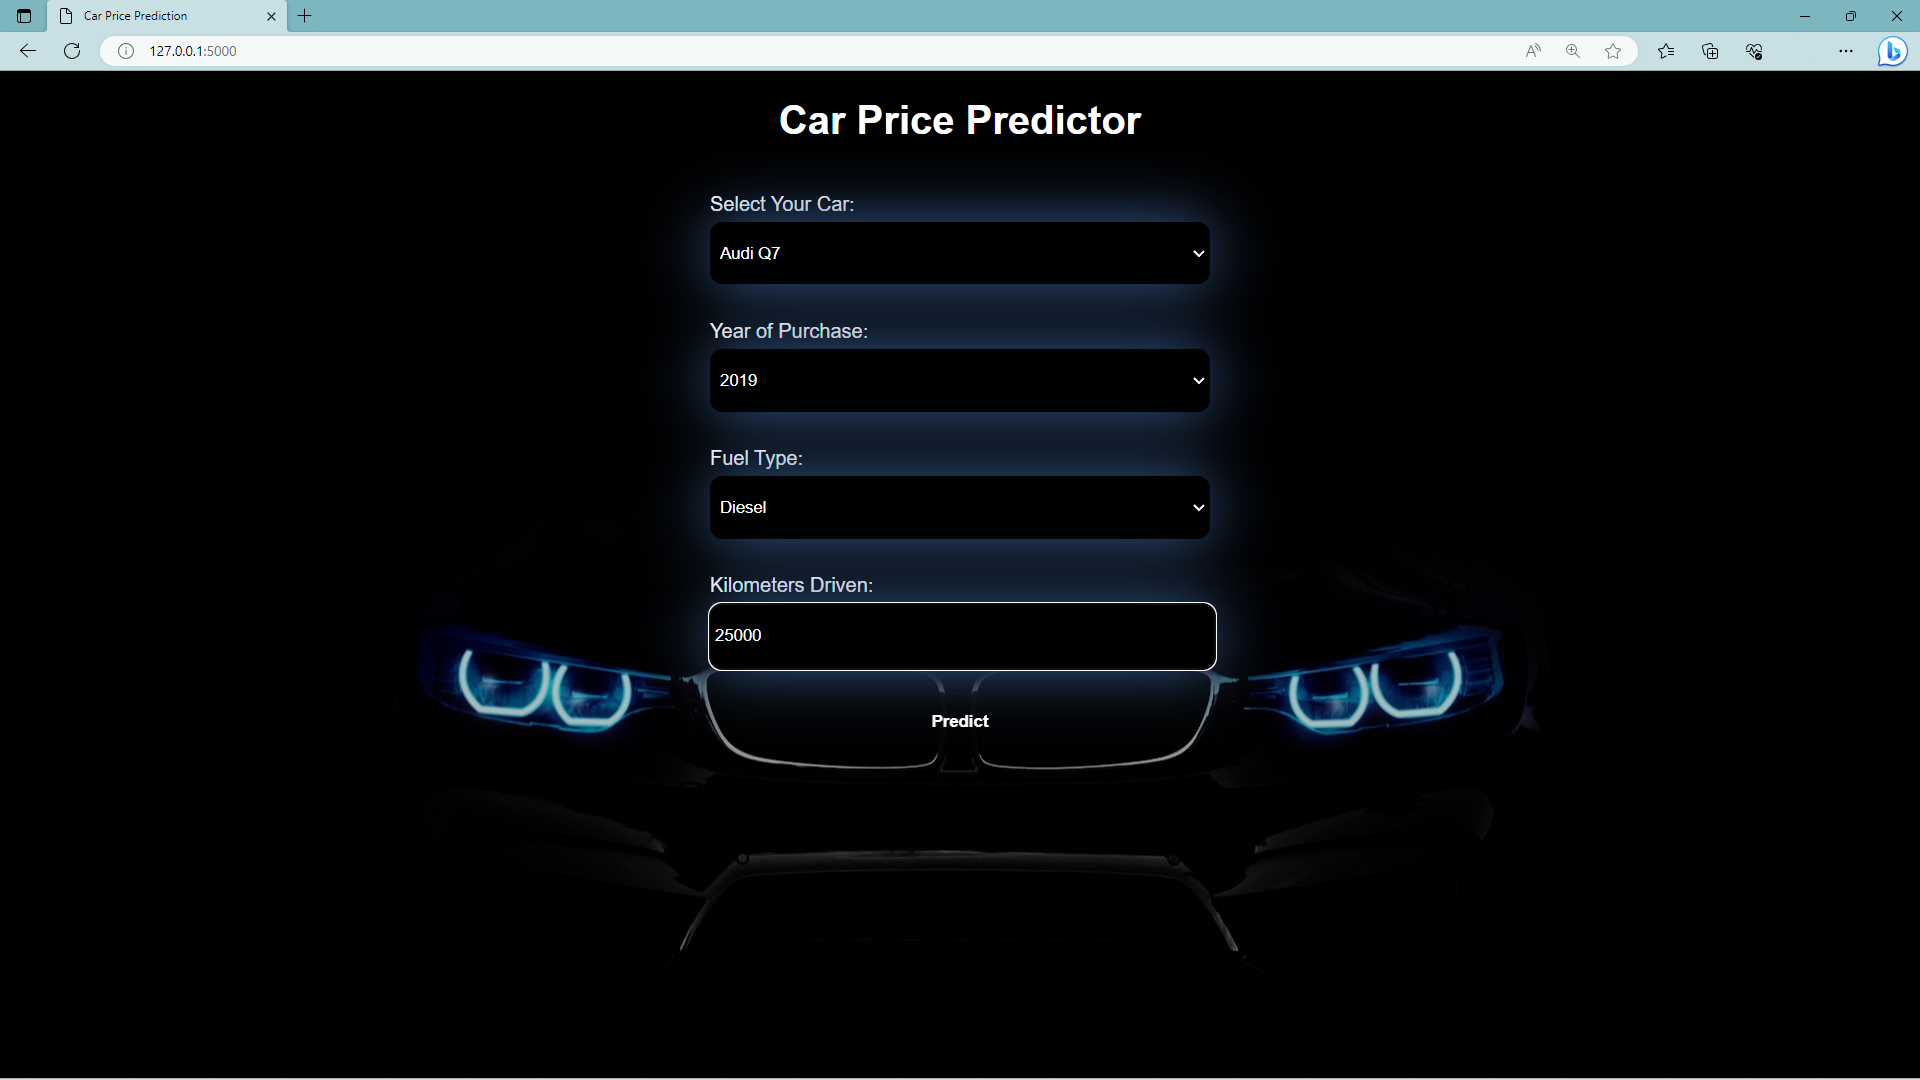 Car Price Prediction
127.0.0.1:5000
Car Price Predictor
Select Your Car:
Audi Q7
Year of Purchase:
2019
Fuel Type:
Diesel
Kilometers Driven:
25000
Predict